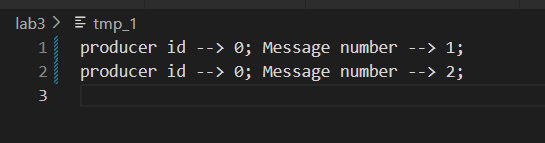 lab3 > tmp_1
1 producer id --> 0; Message number --> 1;
2 producer id --> 0; Message number --> 2;
3